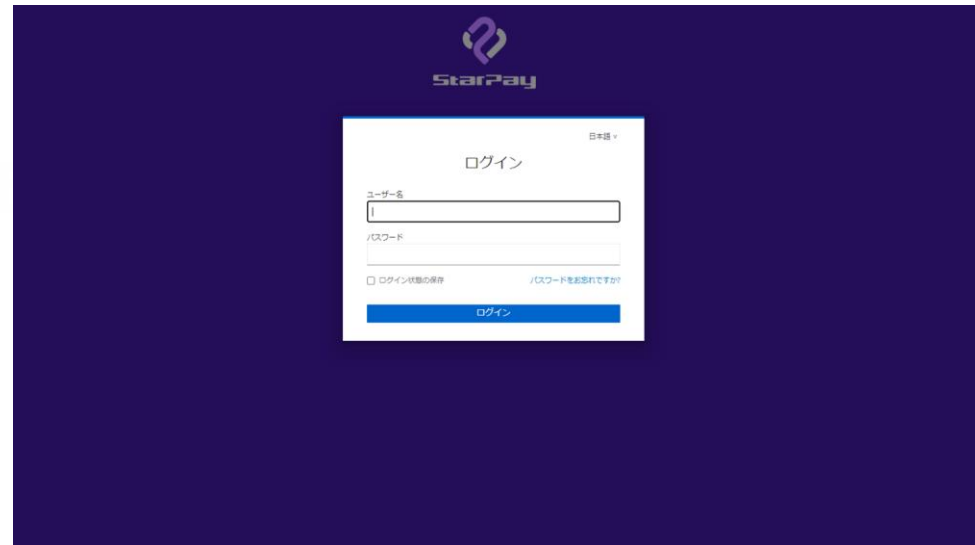 StarPay
日本語 ∨
ログイン
ユーザー名
パスワード
ログイン状態の保存
パスワードをお忘れですか?
ログイン